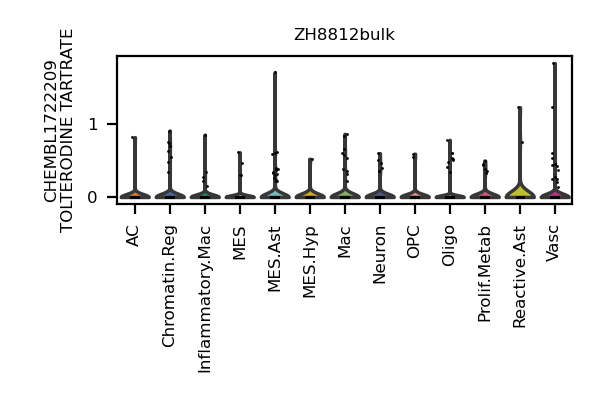 ZH8812bulk
CHEMBL1722209
TOLTERODINE TARTRATE
1
0
AC
Chromatin.Reg
Inflammatory.Mac
MES
MES.Ast
MES.Hyp
Mac
Neuron
OPC
Oligo
Prolif.Metab
Reactive.Ast
Vasc